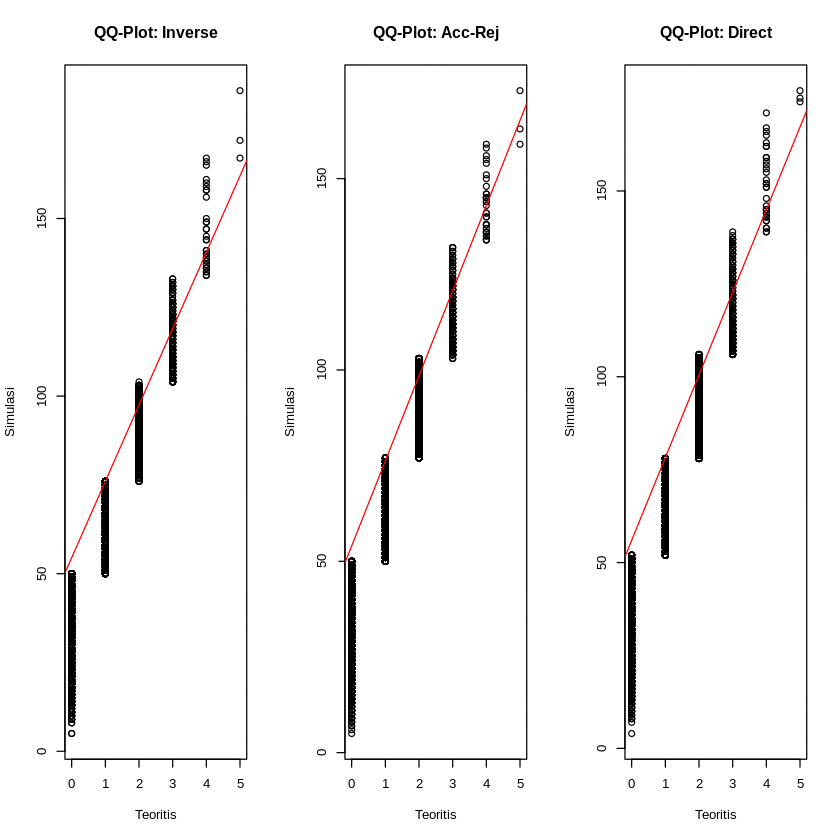 QQ-Plot: Inverse
Simulasi
150
100
50
0
0 1 2 3 4 5
Teoritis
QQ-Plot: Acc-Rej
Simulasi
150
100
50
0
0 1 2 3 4 5
Teoritis
QQ-Plot: Direct
Simulasi
150
100
50
0
0 1 2 3 4 5
Teoritis